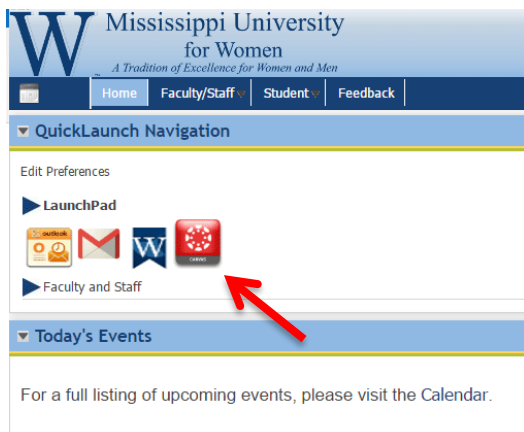 W
Mississippi University
for Women
A Tradition of Excellence for Women and Men
Home Faculty/Staff Student Feedback
QuickLaunch Navigation
Edit Preferences
LaunchPad
outlook W CANVAS
Faculty and Staff
Today's Events
For a full listing of upcoming events, please visit the Calendar.